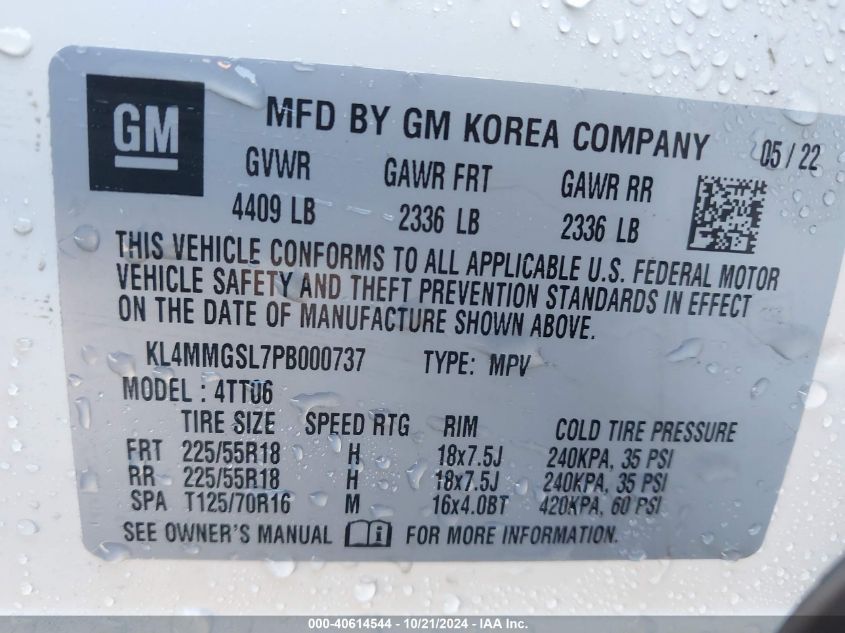 GM
MFD BY GM KOREA COMPANY 05/22
GVWR GAWR FRT GAWR RR
4409 LB 2336 LB 2336 LB
THIS VEHICLE CONFORMS TO ALL APPLICABLE U.S. FEDERAL MOTOR
VEHICLE SAFETY AND THEFT PREVENTION STANDARDS IN EFFECT
ON THE DATE OF MANUFACTURE SHOWN ABOVE.
KL4MMGSL7PB000737 TYPE: MPV
MODEL: 4TT06
TIRE SIZE SPEED RTG RIM COLD TIRE PRESSURE
FRT 225/55R18 H 18x7.5J 240KPA, 35 PSI
RR 225/55R18 H 18x7.5J 240KPA, 35 PSI
SPA T125/70R16 M 16x4.0BT 420KPA, 60 PSI
SEE OWNER'S MANUAL FOR MORE INFORMATION.
000-40614544 - 10/21/2024 - IAA Inc.